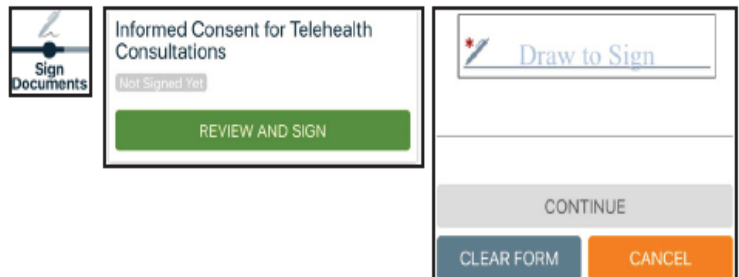 Sign
Documents
Informed Consent for Telehealth
Consultations
Not Signed Yet
REVIEW AND SIGN
* Draw to Sign
CONTINUE
CLEAR FORM
CANCEL